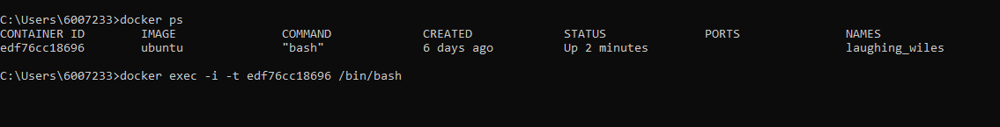 C:\Users\6007233>docker ps
CONTAINER ID        IMAGE               COMMAND             CREATED             STATUS              PORTS               NAMES
edf76cc18696        ubuntu              "bash"              6 days ago          Up 2 minutes                            laughing_wiles
C:\Users\6007233>docker exec -i -t edf76cc18696 /bin/bash